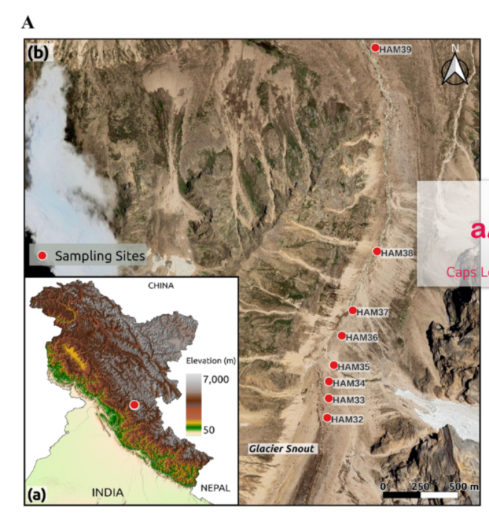 A
(b)
N
HAM39
Sampling Sites
HAM38
a.
Caps L
CHINA
HAM37
HAM36
Elevation (m)
7,000
50
HAM35
HAM34
HAM33
HAM32
Glacier Snout
INDIA
NEPAL
(a)
0 250 500 m